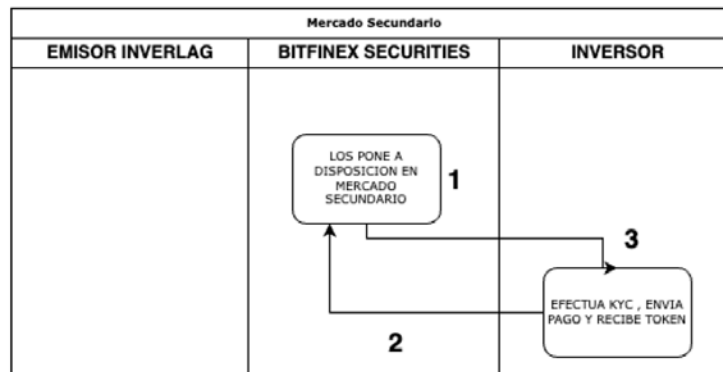 Mercado Secundario
EMISOR INVERLAG
BITFINEX SECURITIES
INVERSOR
LOS PONE A
DISPOSICION EN
MERCADO
SECUNDARIO
1
3
EFECTUA KYC , ENVIA
PAGO Y RECIBE TOKEN
2